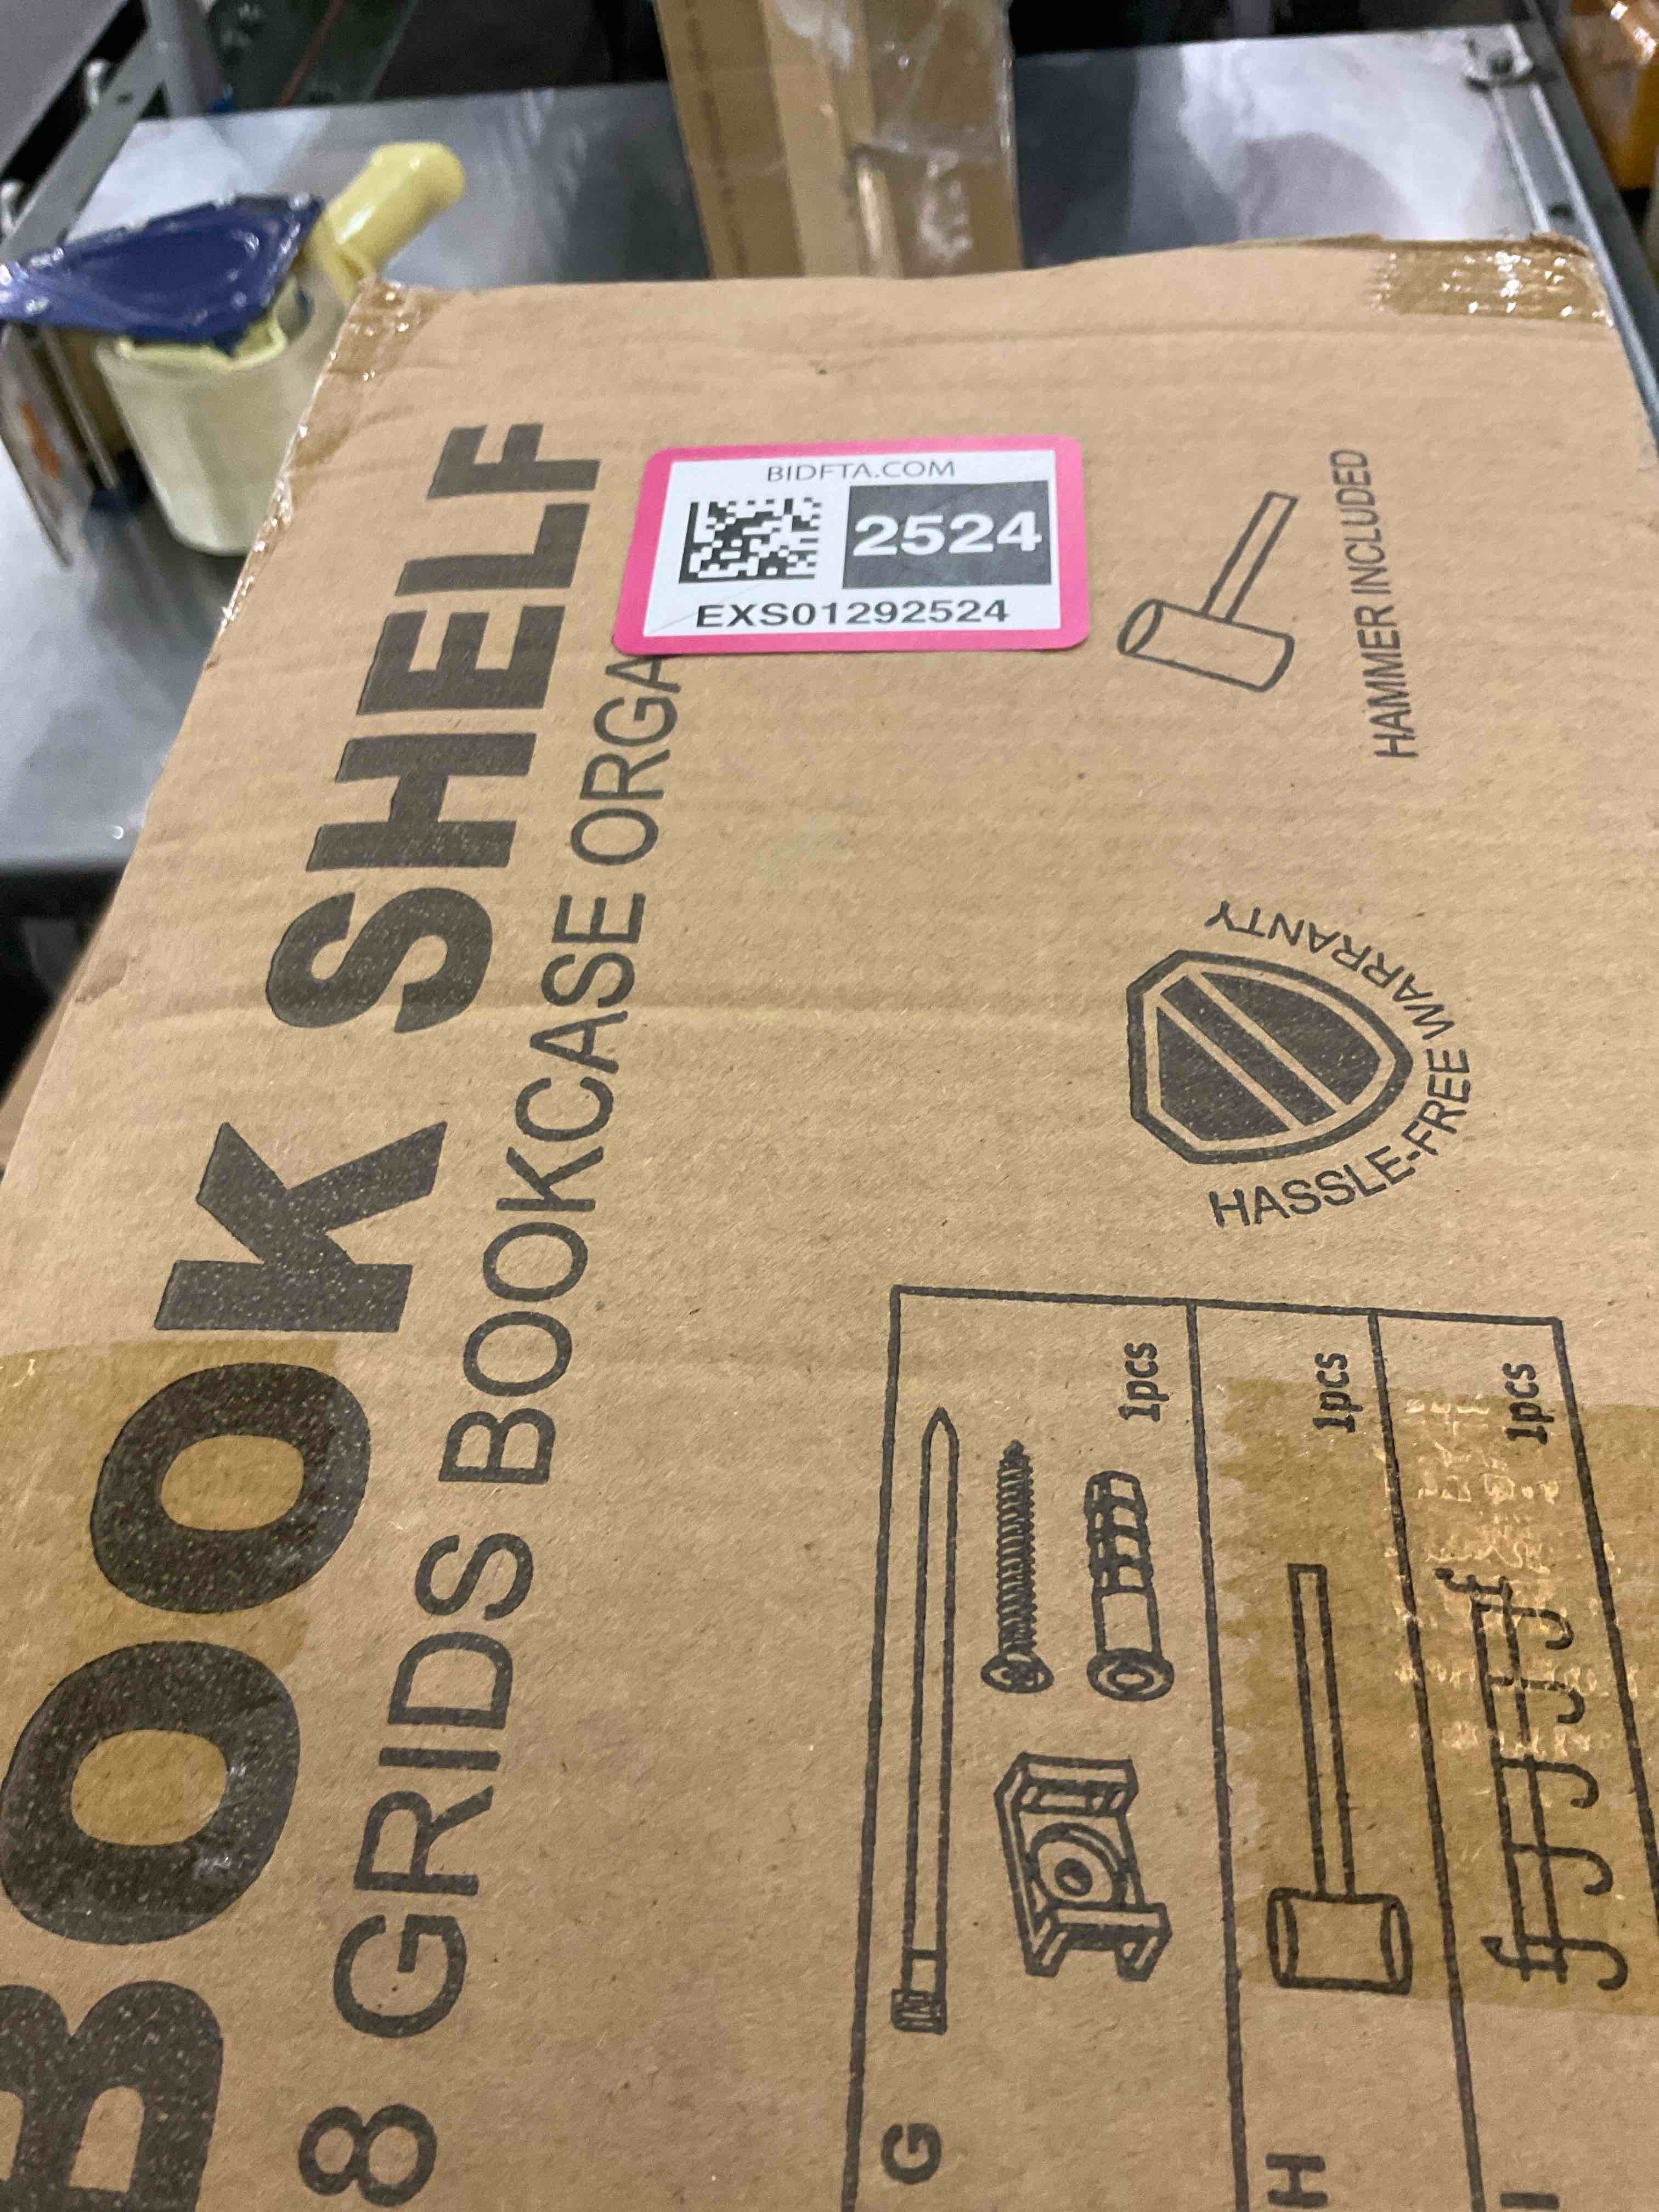 BOOK SHELF
8 GRIDS BOOKCASE ORGA
BIDFTA.COM
2524
EXS01292524
HAMMER INCLUDED
HASSLE-FREE WARRANTY
G
1pcs
H
1pcs
I
1pcs